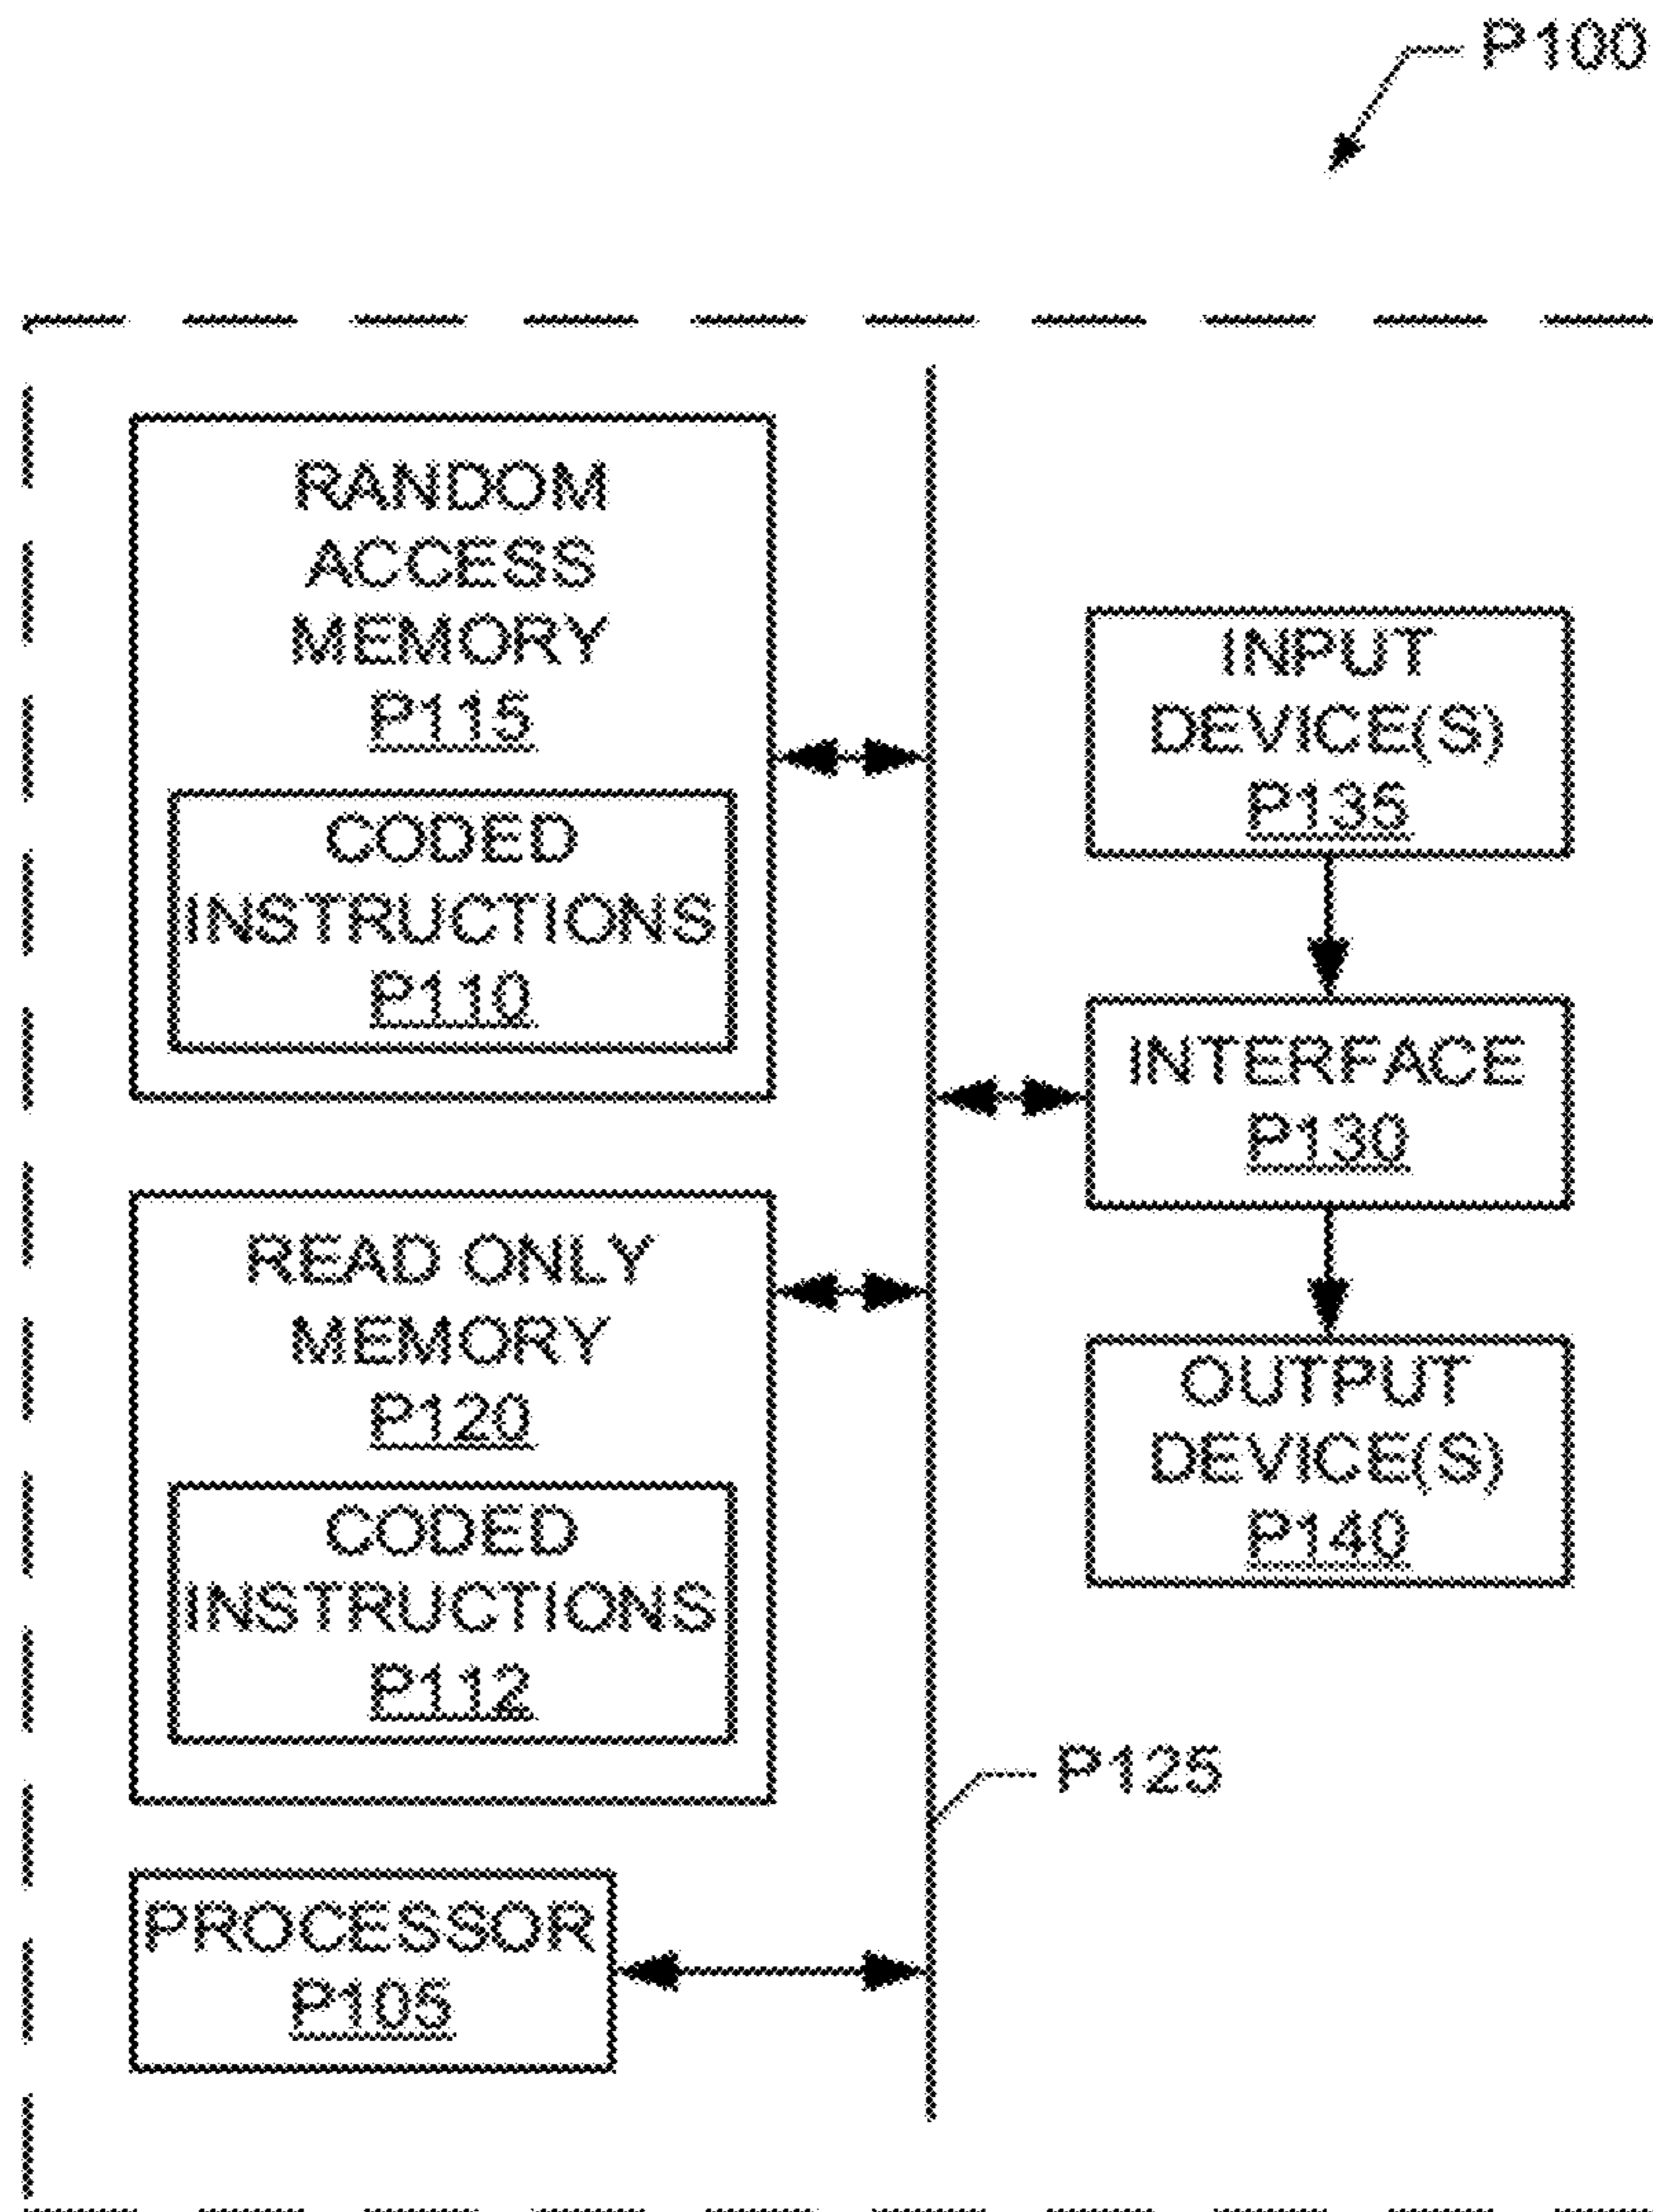 P100
RANDOM
ACCESS
MEMORY
P115
CODED
INSTRUCTIONS
P110
READ ONLY
MEMORY
P120
CODED
INSTRUCTIONS
P112
PROCESSOR
P105
INPUT
DEVICE(S)
P135
INTERFACE
P130
OUTPUT
DEVICE(S)
P140
P125